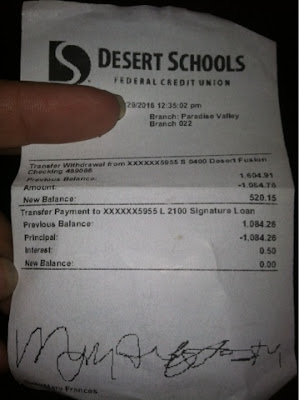 DESERT SCHOOLS
FEDERAL CREDIT UNION
29/2016 12:35:02 pm
Branch: Paradise Valley
Branch 022
Transfer Withdrawal from XXXXXX5955 S 0400 Desert Fusion
Checking
Previous Balance: 1,604.91
Amount: -1,084.76
New Balance: 520.15
Transfer Payment to XXXXXX5955 L 2100 Signature Loan
Previous Balance: 1,084.26
Principal: -1,084.26
Interest: 0.50
New Balance: 0.00
Mary Frances